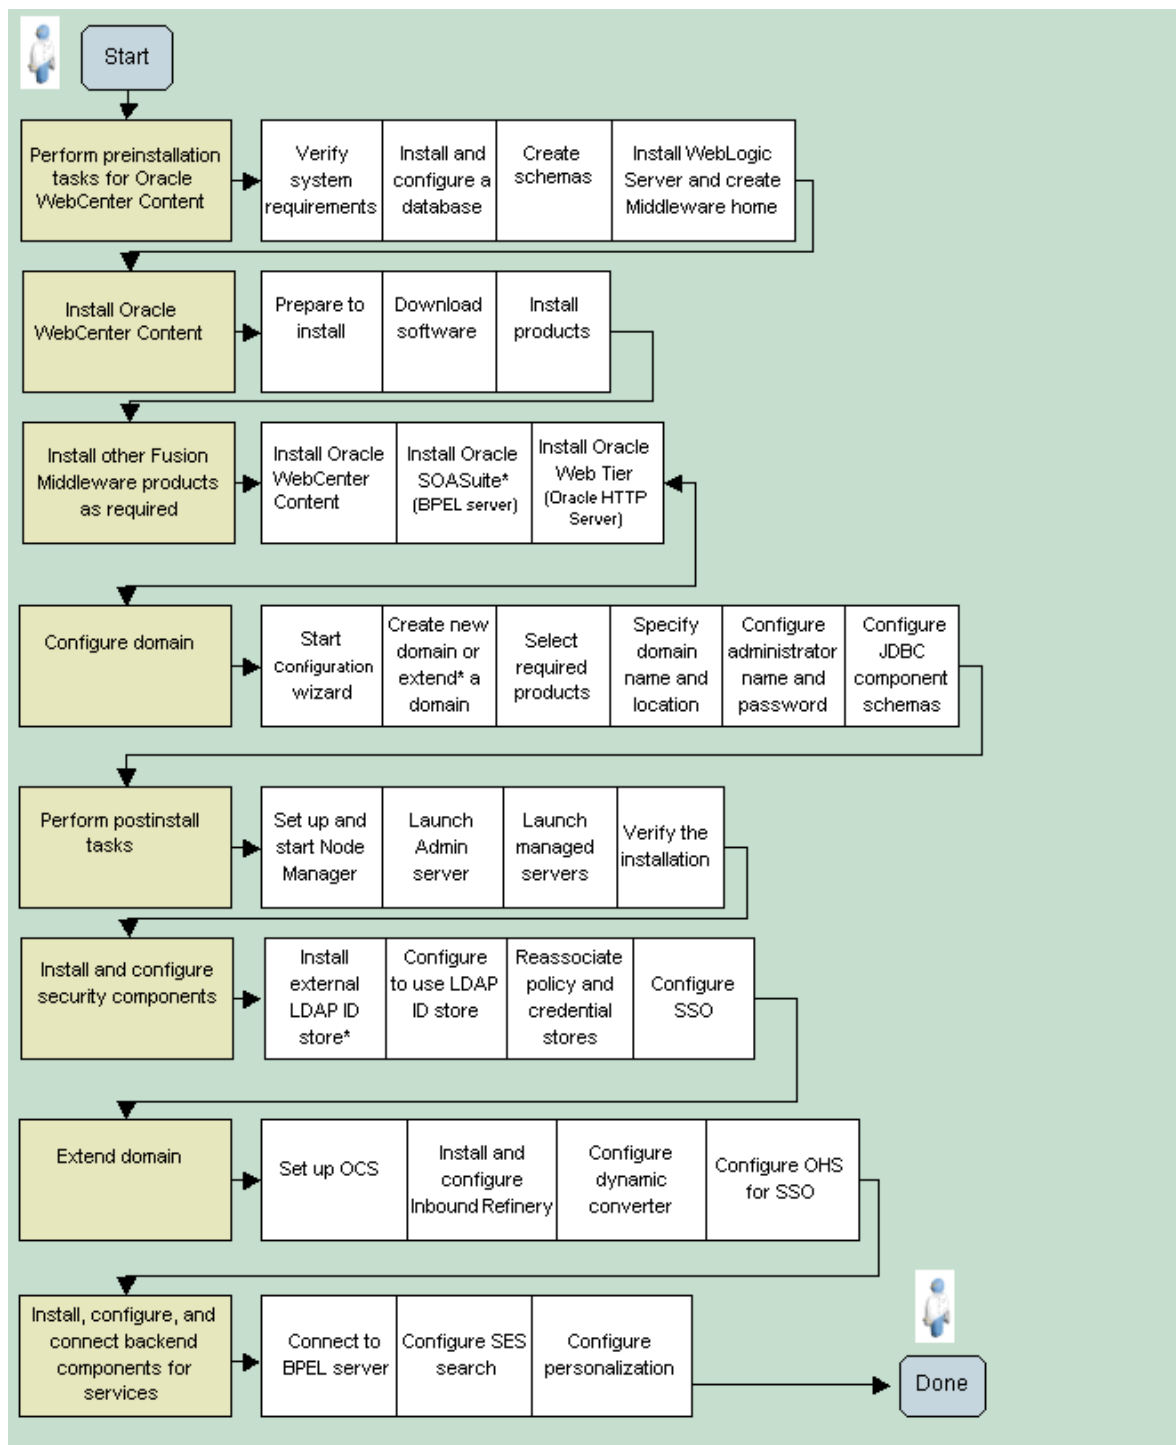 Start
Perform preinstallation
tasks for Oracle
WebCenter Content
Verify
system
requirements
Install and
configure a
database
Create
schemas
Install WebLogic
Server and create
Middleware home
Install Oracle
WebCenter Content
Prepare to
install
Download
software
Install
products
Install other Fusion
Middleware products
as required
Install Oracle
WebCenter
Content
Install Oracle
SOASuite*
(BPEL server)
Install Oracle
Web Tier
(Oracle HTTP
Server)
Configure domain
Start
Configuration
wizard
Create new
domain or
extend* a
domain
Select
required
products
Specify
domain
name and
location
Configure
administrator
name and
password
Configure
JDBC
component
schemas
Perform postinstall
tasks
Set up and
start Node
Manager
Launch
Admin
server
Launch
managed
servers
Verify the
installation
Install and configure
security components
Install
external
LDAP ID
store*
Configure
to use LDAP
ID store
Reassociate
policy and
credential
stores
Configure
SSO
Extend domain
Set up OCS
Install and
configure
Inbound Refinery
Configure
dynamic
converter
Configure OHS
for SSO
Install, configure, and
connect backend
components for
services
Connect to
BPEL server
Configure SES
search
Configure
personalization
Done